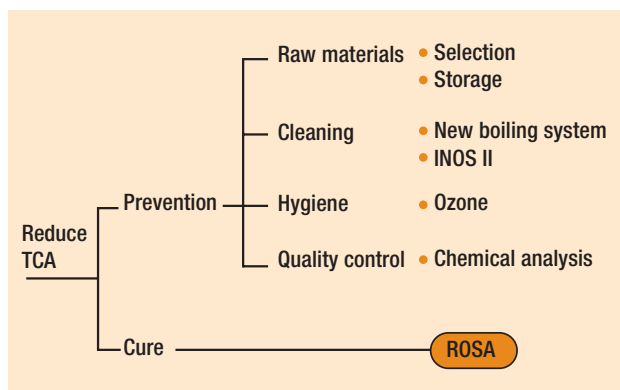 Raw materials
• Selection
• Storage
Cleaning
• New boiling system
• INOS II
Prevention
Hygiene
• Ozone
Reduce
TCA
Quality control
• Chemical analysis
Cure
ROSA